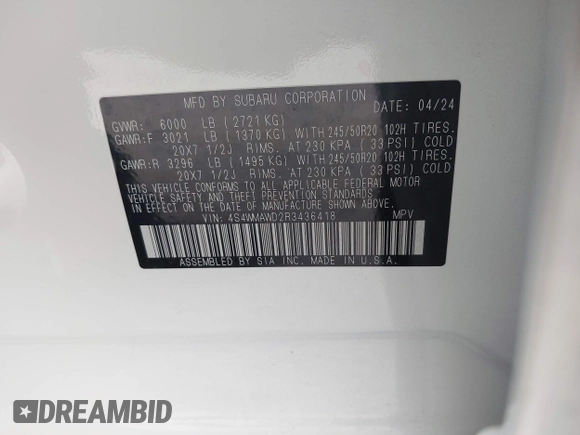 MFD BY SUBARU CORPORATION
DATE: 04/24
GVWR: 6000 LB (2721 KG)
GAWR:F 3021 LB (1370 KG) WITH 245/50R20 102H TIRES.
20X7 1/2J RIMS. AT 230 KPA (33 PSI) COLD
GAWR:R 3296 LB (1495 KG) WITH 245/50R20 102H TIRES.
20X7 1/2J RIMS. AT 230 KPA (33 PSI) COLD
THIS VEHICLE CONFORMS TO ALL APPLICABLE FEDERAL MOTOR
VEHICLE SAFETY, BUMPER, AND THEFT PREVENTION STANDARDS
IN EFFECT ON THE DATE OF MANUFACTURE SHOWN ABOVE.
VIN: 4S4WMAWD2R3436418 MPV
ASSEMBLED BY SIA INC. MADE IN U.S.A.
DREAMBID